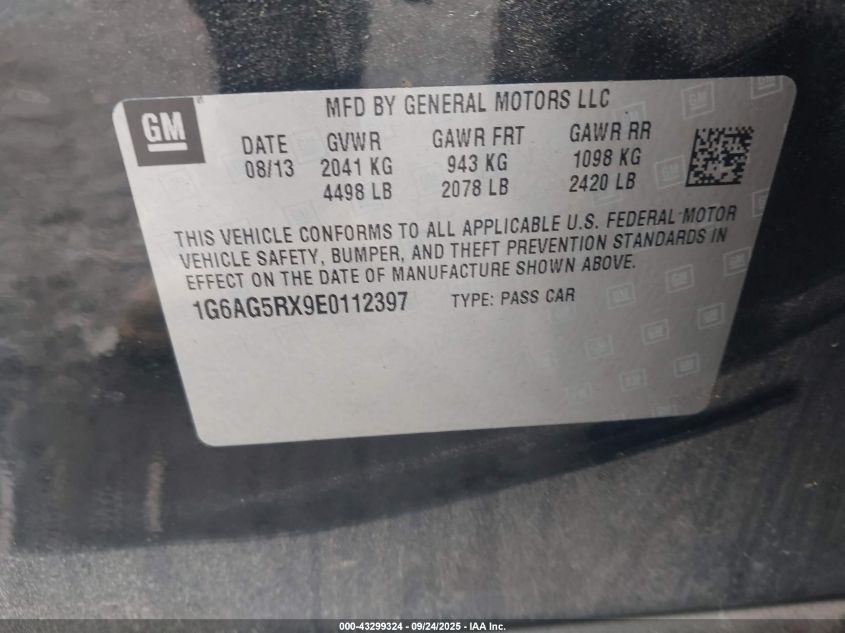 GM
MFD BY GENERAL MOTORS LLC
DATE GVWR GAWR FRT GAWR RR
08/13 2041 KG 943 KG 1098 KG
4498 LB 2078 LB 2420 LB
THIS VEHICLE CONFORMS TO ALL APPLICABLE U.S. FEDERAL MOTOR
VEHICLE SAFETY, BUMPER, AND THEFT PREVENTION STANDARDS IN
EFFECT ON THE DATE OF MANUFACTURE SHOWN ABOVE.
1G6AG5RX9E0112397 TYPE: PASS CAR
000-43299324 - 09/24/2025 - IAA Inc.